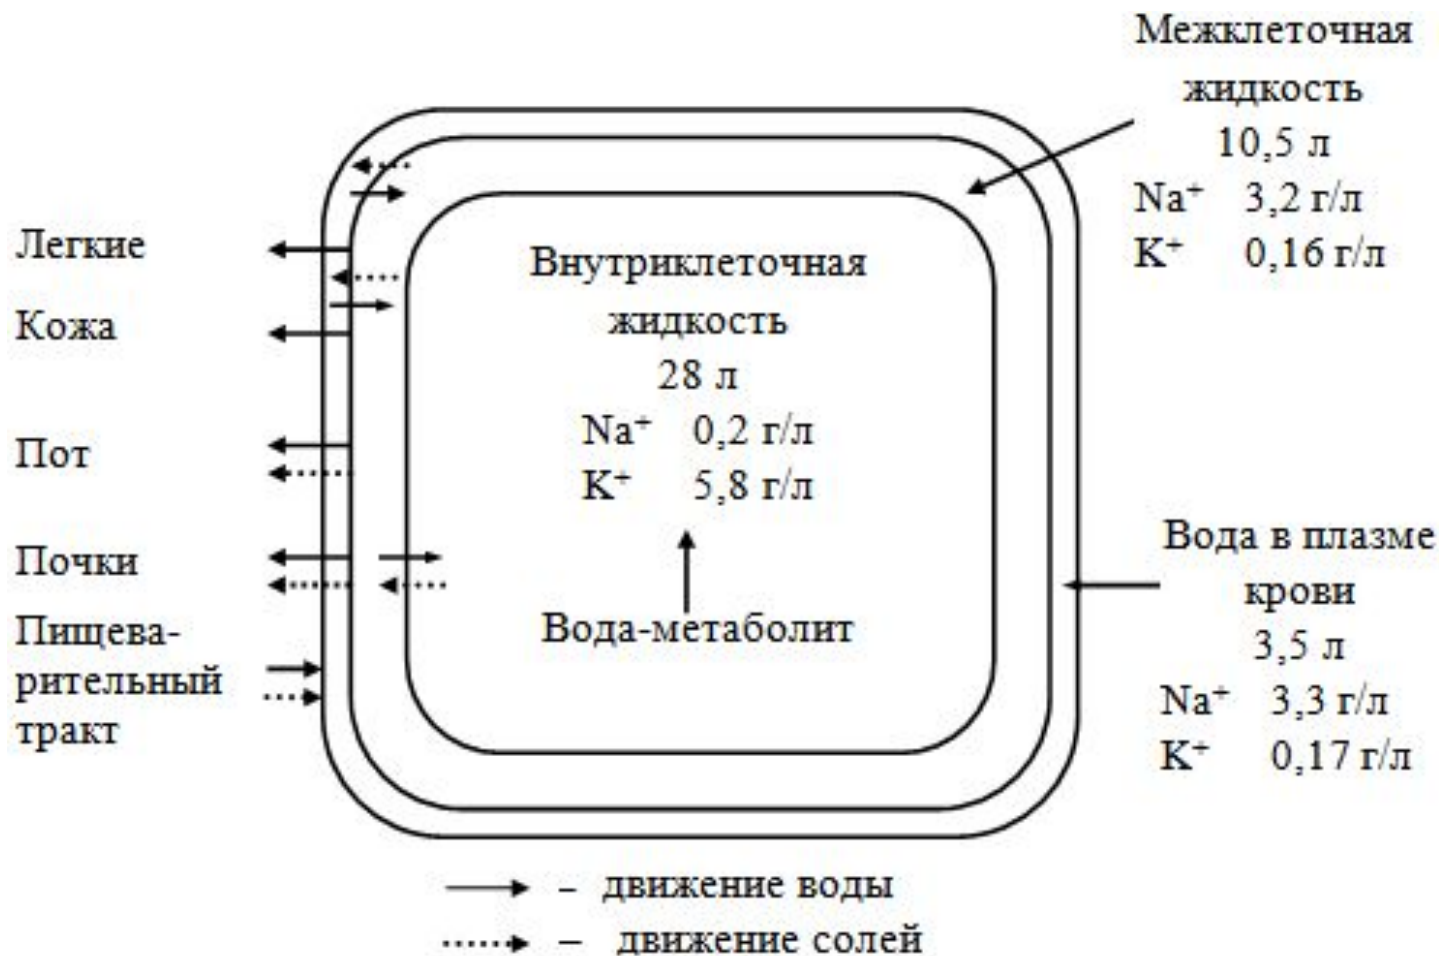 Межклеточная
жидкость
10,5 л
Na⁺ 3,2 г/л
K⁺ 0,16 г/л
Легкие
Кожа
Пот
Почки
Пищева-
рительный
тракт
Внутриклеточная
жидкость
28 л
Na⁺ 0,2 г/л
K⁺ 5,8 г/л
Вода-метаболит
Вода в плазме
крови
3,5 л
Na⁺ 3,3 г/л
K⁺ 0,17 г/л
– движение воды
– движение солей